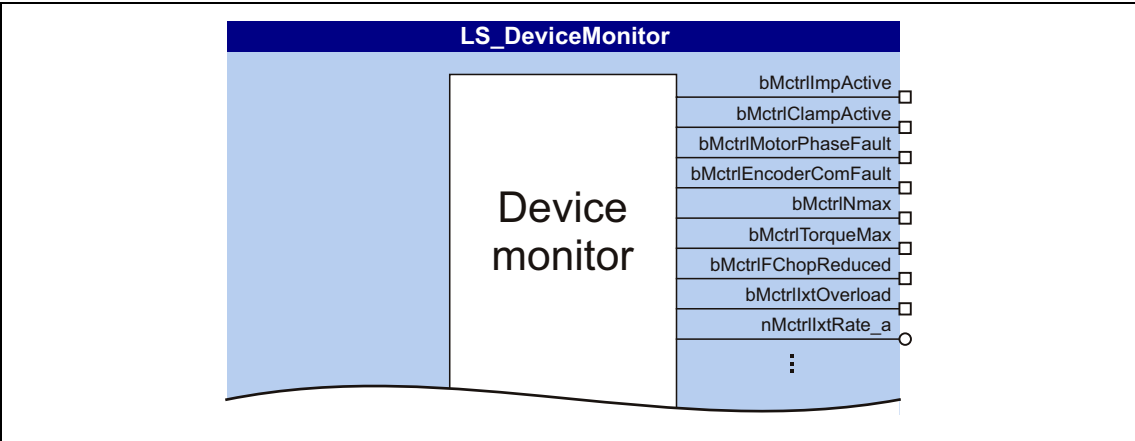 LS_DeviceMonitor
Device
monitor
bMctrlImpActive
bMctrlClampActive
bMctrlMotorPhaseFault
bMctrlEncoderComFault
bMctrlNmax
bMctrlTorqueMax
bMctrlFChopReduced
bMctrlIxtOverload
nMctrlIxtRate_a